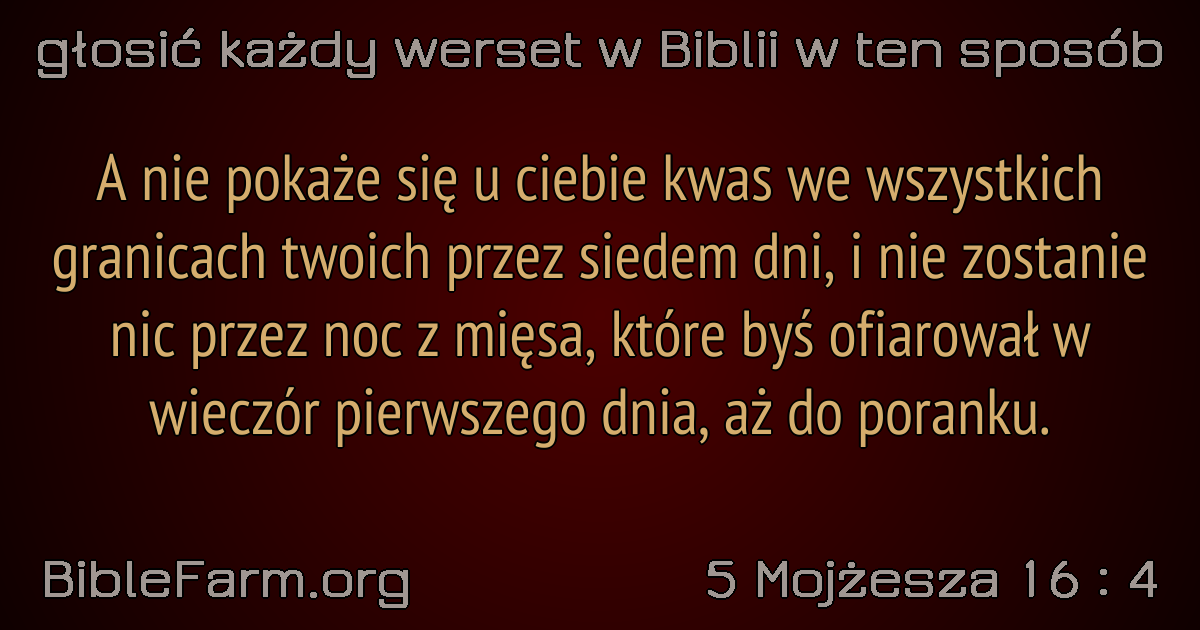 głosić każdy werset w Biblii w ten sposób
A nie pokaże się u ciebie kwas we wszystkich
granicach twoich przez siedem dni, i nie zostanie
nic przez noc z mięsa, które byś ofiarował w
wieczór pierwszego dnia, aż do poranku.
BibleFarm.org
5 Mojżesza 16 : 4